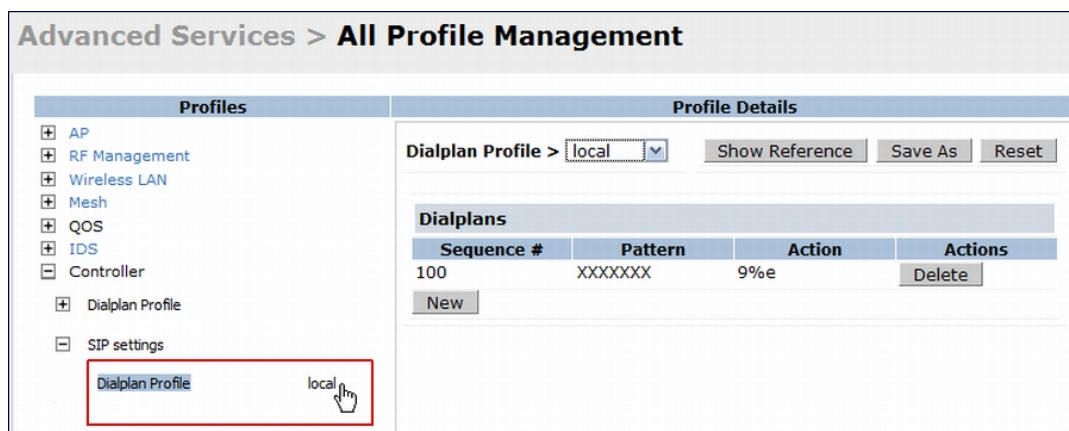 Advanced Services > All Profile Management
Profiles
AP
RF Management
Wireless LAN
Mesh
QOS
IDS
Controller
Dialplan Profile
SIP settings
Dialplan Profile local
Profile Details
Dialplan Profile > local Show Reference Save As Reset
Dialplans
Sequence # Pattern Action Actions
100 XXXXXXX 9%e Delete
New